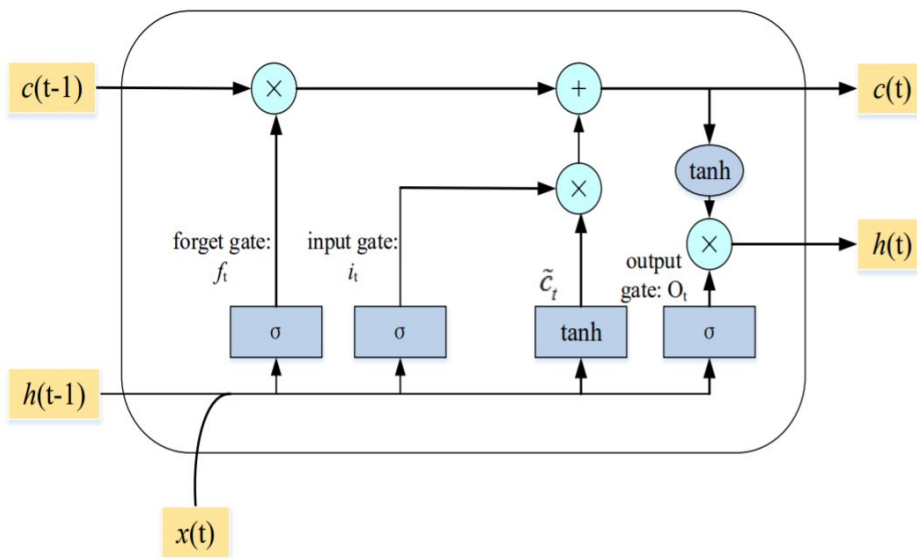 c(t-1)
×
+
c(t)
tanh
×
forget gate:
fₜ
input gate:
iₜ
c̃ₜ
output
gate: Oₜ
×
h(t)
σ
σ
tanh
σ
h(t-1)
x(t)